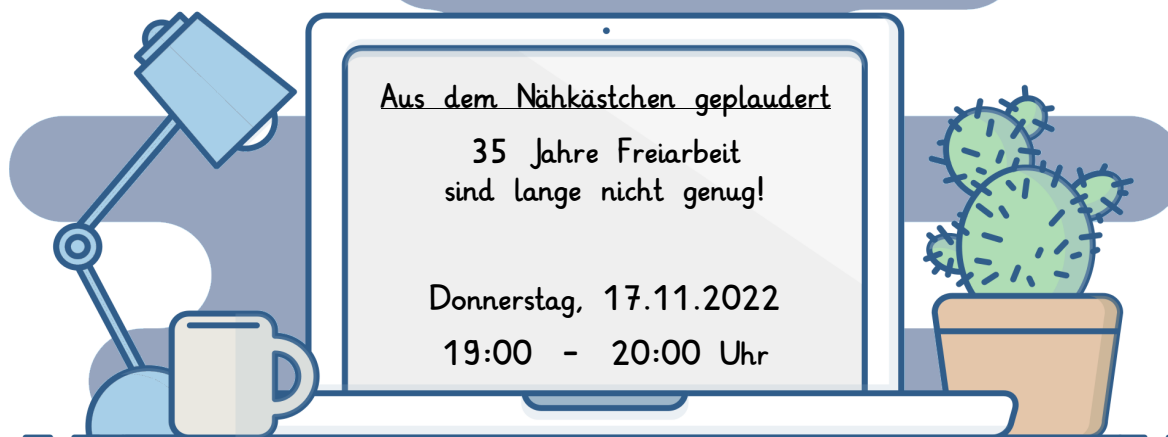 Aus dem Nähkästchen geplaudert
35 Jahre Freiarbeit
sind lange nicht genug!
Donnerstag, 17.11.2022
19:00 - 20:00 Uhr